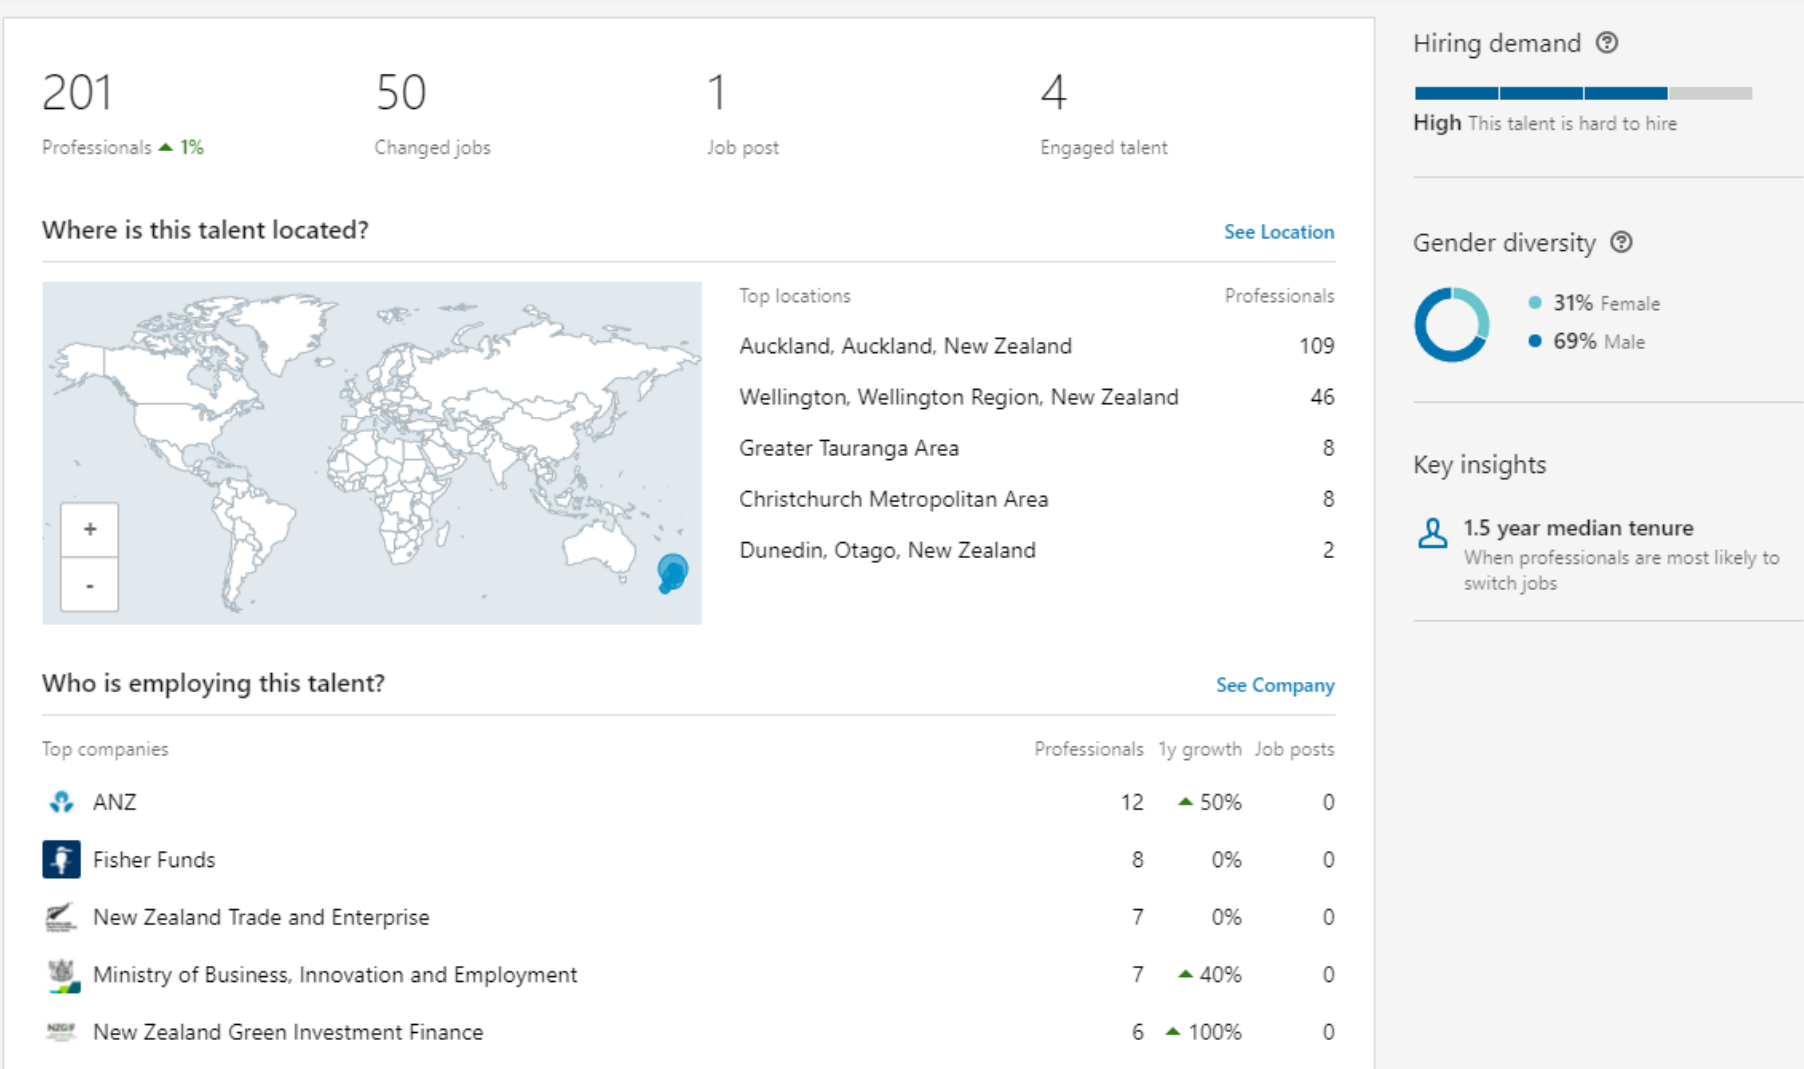 201
Professionals ▲ 1%
50
Changed jobs
1
Job post
4
Engaged talent
Where is this talent located?
See Location
+
-
Top locations Professionals
Auckland, Auckland, New Zealand 109
Wellington, Wellington Region, New Zealand 46
Greater Tauranga Area 8
Christchurch Metropolitan Area 8
Dunedin, Otago, New Zealand 2
Who is employing this talent?
See Company
Top companies Professionals 1y growth Job posts
ANZ 12 ▲ 50% 0
Fisher Funds 8 0% 0
New Zealand Trade and Enterprise 7 0% 0
Ministry of Business, Innovation and Employment 7 ▲ 40% 0
NZGIF
New Zealand Green Investment Finance 6 ▲ 100% 0
Hiring demand ?
High This talent is hard to hire
Gender diversity ?
31% Female
69% Male
Key insights
1.5 year median tenure
When professionals are most likely to
switch jobs